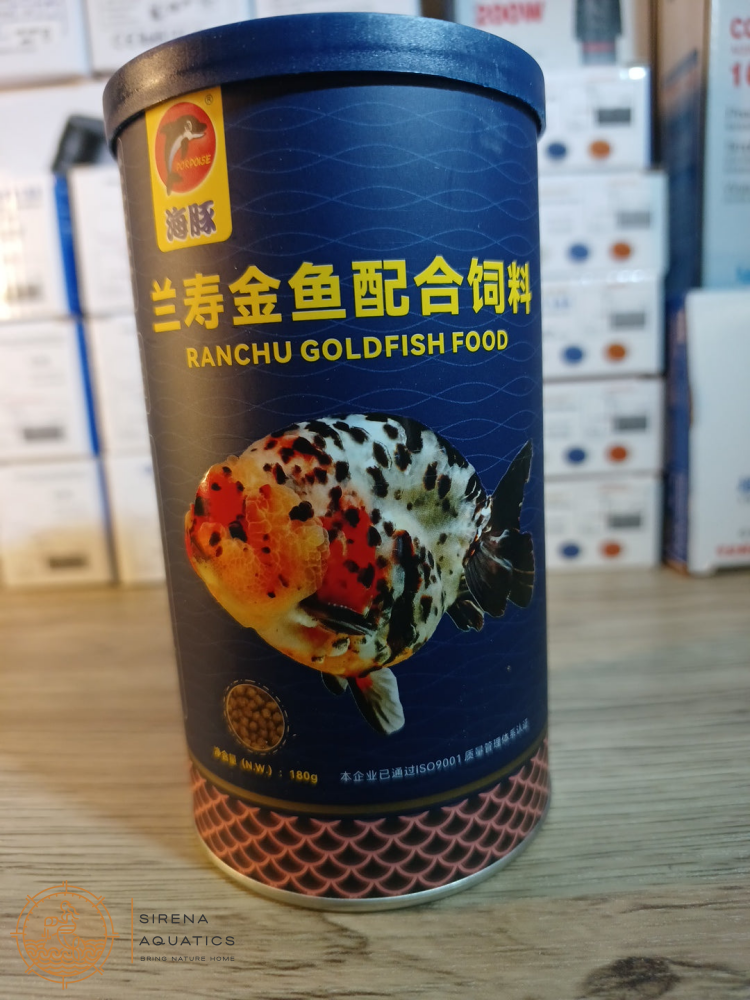 200W
PORPOISE
®
海豚
兰寿金鱼配合饲料
RANCHU GOLDFISH FOOD
净含量 (N.W.) : 180g
本企业已通过ISO9001 质量管理体系认证
SIRENA
AQUATICS
BRING NATURE HOME